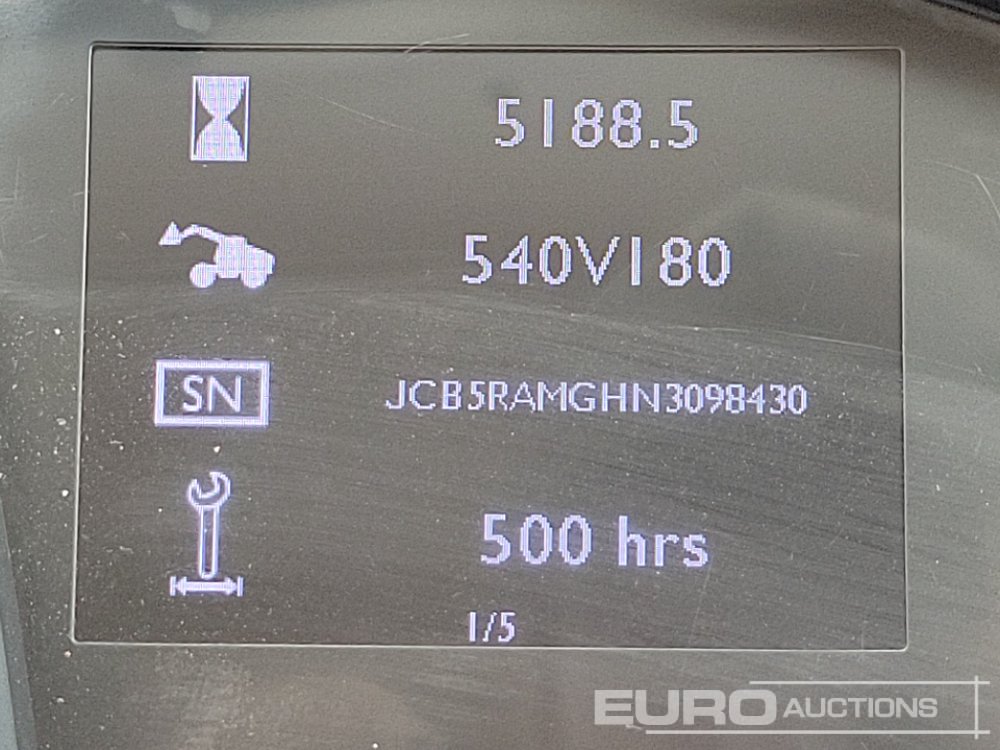 5188.5
540V180
SN JCB5RAMGHN3098430
500 hrs
1/5
EURO AUCTIONS